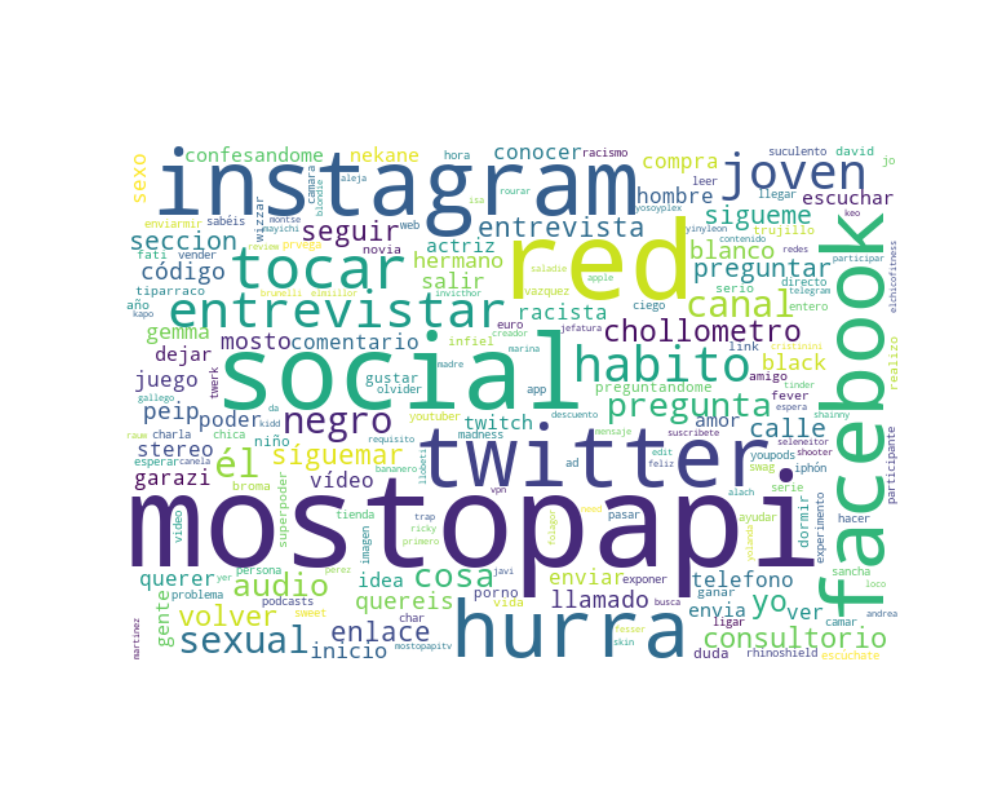 sexo
confesandome
nekane
hora
conocer
racismo
compra
suculento
david
jo
camara
blondie
aleja
instagram
isa
rourar
hombre
leer
joven
llegar
escuchar
yosoyplex
enviarmir
sabéis
wizzar
montse
mayichi
web
seguir
entrevista
sigueme
yinyleon
trujillo
contenido
keo
seccion
review
prvega
novia
actriz
red
blanco
redes
participar
fati
vender
hermano
saladie
apple
preguntar
serio
directo
telegram
elchicofitness
código
tocar
salir
tiparraco
brunelli
elmsillor
invicthor
vazquez
ciego
canal
entero
facebook
año
kapo
entrevistar
racista
euro
creador
jefatura
chollometro
link
cristinini
gemma
mosto
comentario
infiel
marina
dejar
social
habito
black
amigo
realizo
juego
twerk
madre
gustar
olvider
app
preguntandome
tinder
gallego
da
descuento
pregunta
fever
espera
peip
poder
kidd
negro
youtuber
twitch
amor
calle
shainny
raum
charla
chica
niño
requisito
madness
mensaje
suscribete
seleneitor
stereo
síguemar
twitter
edit
feliz
youpods
shooter
esperar
canela
él
bananero
ad
swag
iphón
participante
garazi
broma
superpoder
vídeo
vpn
alach
serie
mostopapi
tienda
trap
folagor
need
pasar
ayudar
dormir
experimento
hacer
video
imagen
ricky
primero
yolanda
persona
perez
javi
sancha
querer
yer
audio
idea
cosa
enviar
exponer
telefono
loco
problema
porno
ganar
gente
volver
podcasts
sweet
quereis
vida
llamado
busca
envia
yo
ver
camar
andrea
martinez
sexual
char
enlace
hurra
fesser
skin
ligar
consultorio
inicio
mostopapitv
duda
rhinoshield
escúchate